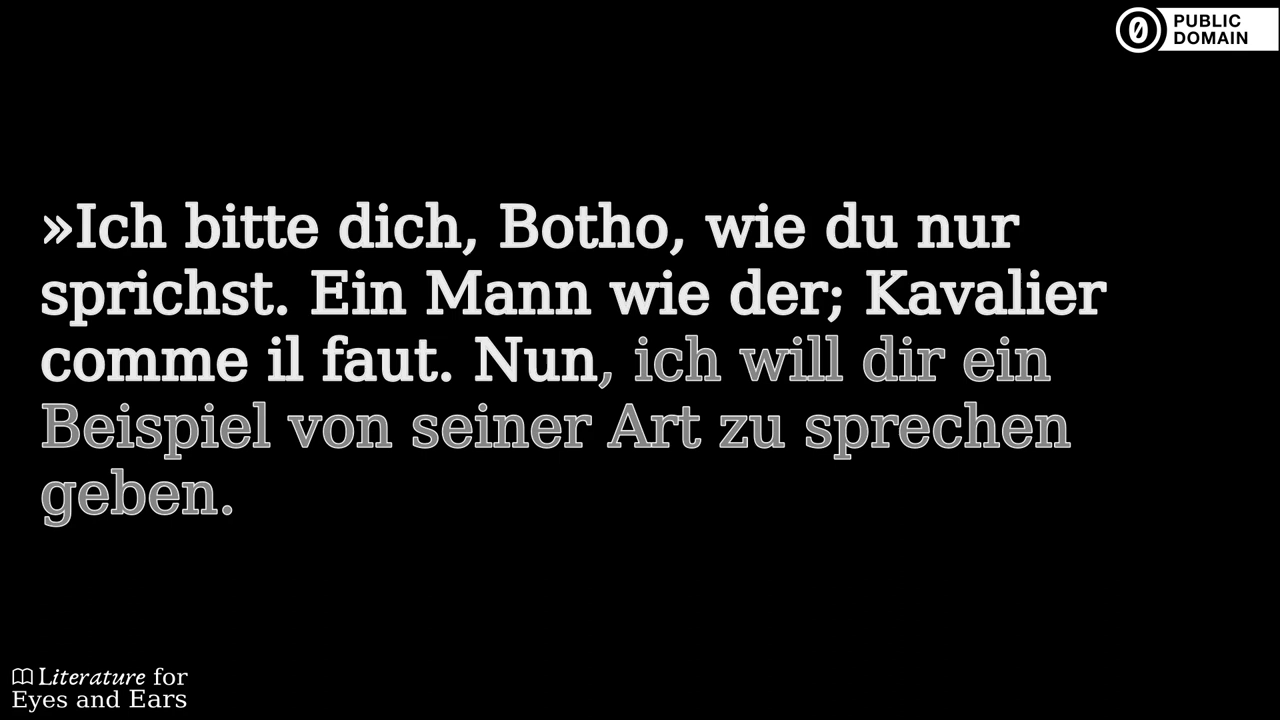 PUBLIC
DOMAIN
»Ich bitte dich, Botho, wie du nur
sprichst. Ein Mann wie der; Kavalier
comme il faut. Nun, ich will dir ein
Beispiel von seiner Art zu sprechen
geben.
Literature for
Eyes and Ears